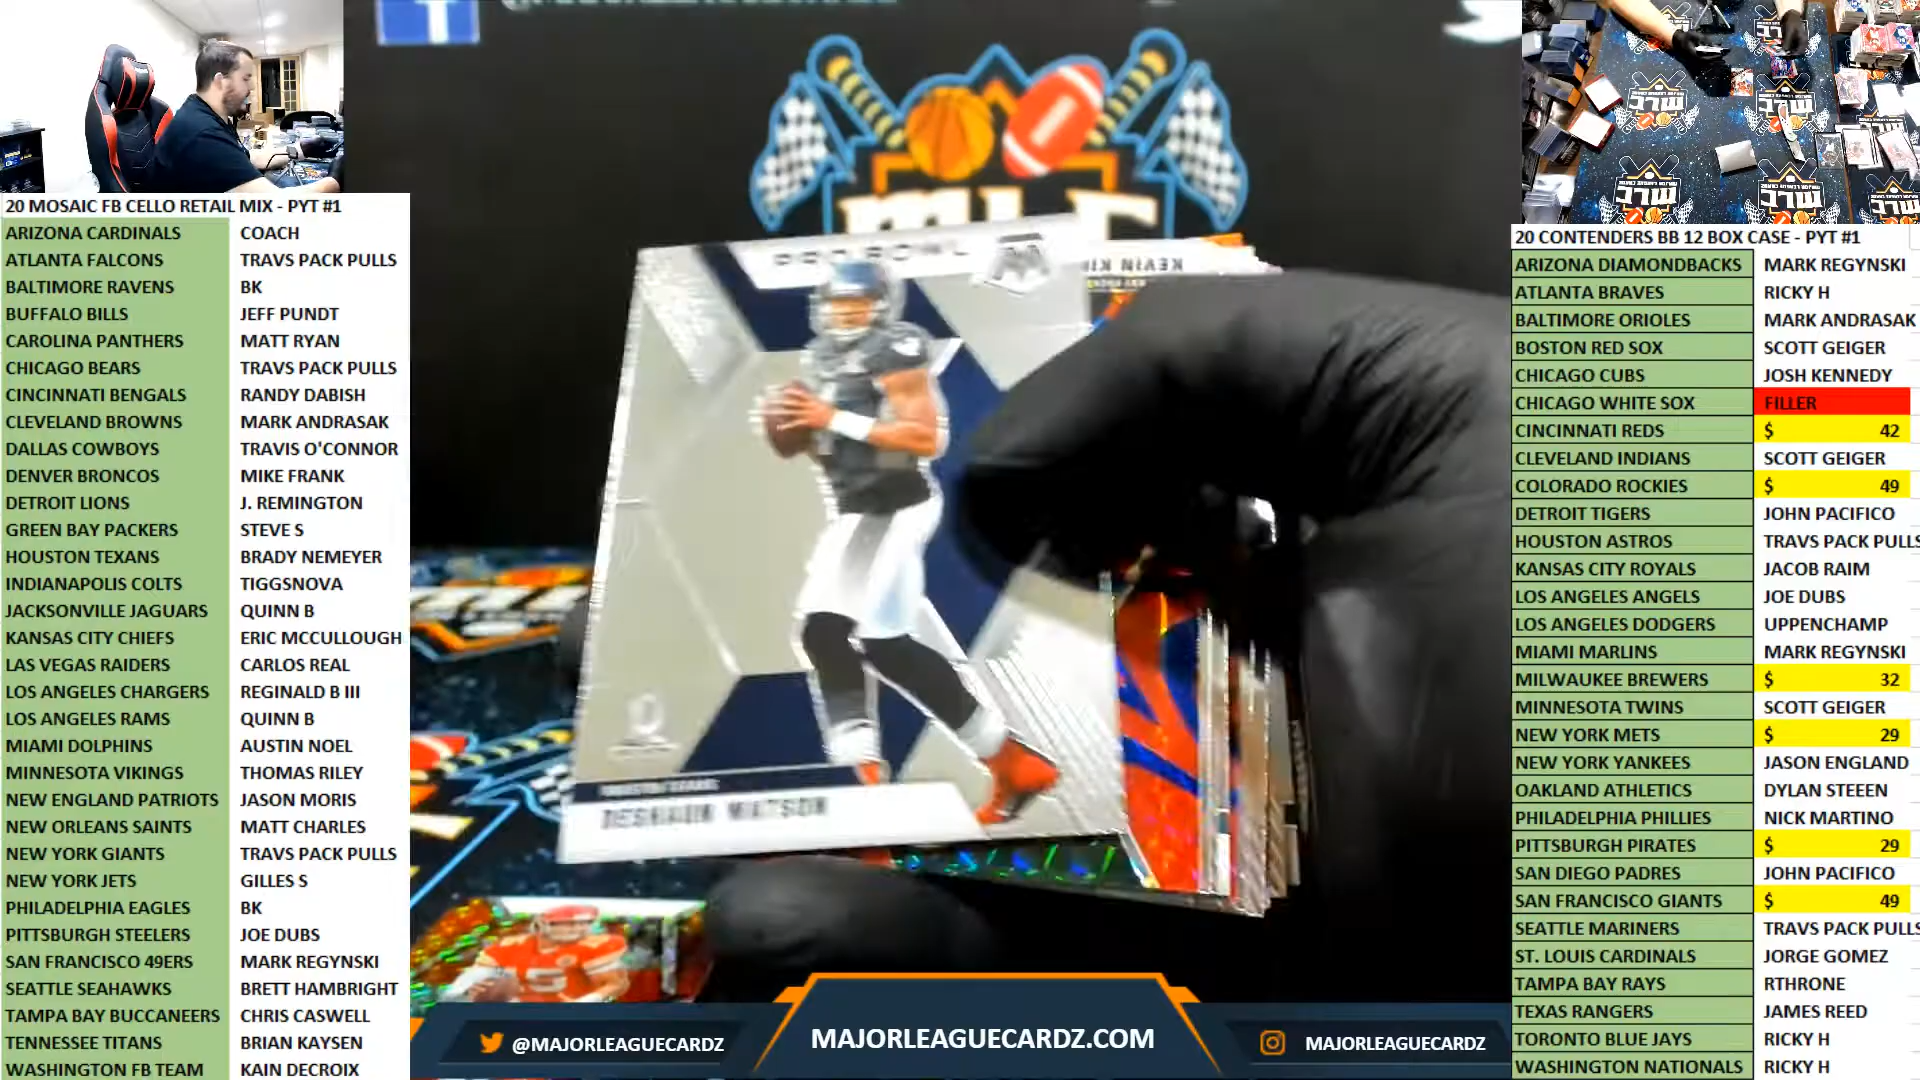 20 MOSAIC FB CELLO RETAIL MIX - PYT #1
ARIZONA CARDINALS COACH
ATLANTA FALCONS TRAVS PACK PULLS
BALTIMORE RAVENS BK
BUFFALO BILLS JEFF PUNDT
CAROLINA PANTHERS MATT RYAN
CHICAGO BEARS TRAVS PACK PULLS
CINCINNATI BENGALS RANDY DABISH
CLEVELAND BROWNS MARK ANDRASAK
DALLAS COWBOYS TRAVIS O'CONNOR
DENVER BRONCOS MIKE FRANK
DETROIT LIONS J. REMINGTON
GREEN BAY PACKERS STEVE S
HOUSTON TEXANS BRADY NEMEYER
INDIANAPOLIS COLTS TIGGSNOVA
JACKSONVILLE JAGUARS QUINN B
KANSAS CITY CHIEFS ERIC MCCULLOUGH
LAS VEGAS RAIDERS CARLOS REAL
LOS ANGELES CHARGERS REGINALD B III
LOS ANGELES RAMS QUINN B
MIAMI DOLPHINS AUSTIN NOEL
MINNESOTA VIKINGS THOMAS RILEY
NEW ENGLAND PATRIOTS JASON MORIS
NEW ORLEANS SAINTS MATT CHARLES
NEW YORK GIANTS TRAVS PACK PULLS
NEW YORK JETS GILLES S
PHILADELPHIA EAGLES BK
PITTSBURGH STEELERS JOE DUBS
SAN FRANCISCO 49ERS MARK REGYNSKI
SEATTLE SEAHAWKS BRETT HAMBRIGHT
TAMPA BAY BUCCANEERS CHRIS CASWELL
TENNESSEE TITANS BRIAN KAYSEN
WASHINGTON FB TEAM KAIN DECROIX
PRO BOWL
KEVIN
HOUSTON TEXANS
DESHAUN WATSON
@MAJORLEAGUECARDZ
MAJORLEAGUECARDZ.COM
MAJORLEAGUECARDZ
20 CONTENDERS BB 12 BOX CASE - PYT #1
ARIZONA DIAMONDBACKS MARK REGYNSKI
ATLANTA BRAVES RICKY H
BALTIMORE ORIOLES MARK ANDRASAK
BOSTON RED SOX SCOTT GEIGER
CHICAGO CUBS JOSH KENNEDY
CHICAGO WHITE SOX FILLER
CINCINNATI REDS $ 42
CLEVELAND INDIANS SCOTT GEIGER
COLORADO ROCKIES $ 49
DETROIT TIGERS JOHN PACIFICO
HOUSTON ASTROS TRAVS PACK PULLS
KANSAS CITY ROYALS JACOB RAIM
LOS ANGELES ANGELS JOE DUBS
LOS ANGELES DODGERS UPPENCHAMP
MIAMI MARLINS MARK REGYNSKI
MILWAUKEE BREWERS $ 32
MINNESOTA TWINS SCOTT GEIGER
NEW YORK METS $ 29
NEW YORK YANKEES JASON ENGLAND
OAKLAND ATHLETICS DYLAN STEEEN
PHILADELPHIA PHILLIES NICK MARTINO
PITTSBURGH PIRATES $ 29
SAN DIEGO PADRES JOHN PACIFICO
SAN FRANCISCO GIANTS $ 49
SEATTLE MARINERS TRAVS PACK PULLS
ST. LOUIS CARDINALS JORGE GOMEZ
TAMPA BAY RAYS RTHRONE
TEXAS RANGERS JAMES REED
TORONTO BLUE JAYS RICKY H
WASHINGTON NATIONALS RICKY H